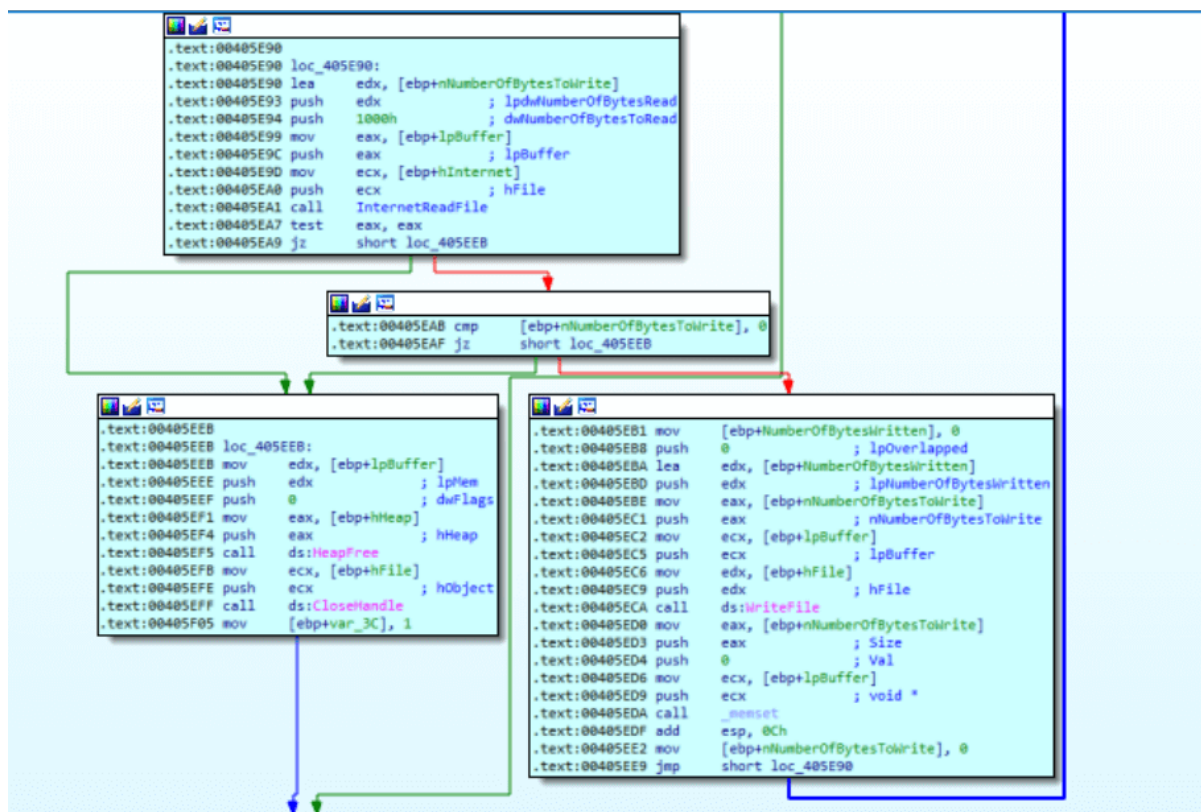 .text:00405E90
.text:00405E90 loc_405E90:
.text:00405E90 lea edx, [ebp+nNumberOfBytesToWrite]
.text:00405E93 push edx ; lpdwNumberOfBytesRead
.text:00405E94 push 1000h ; dwNumberOfBytesToRead
.text:00405E99 mov eax, [ebp+lpBuffer]
.text:00405E9C push eax ; lpBuffer
.text:00405E9D mov ecx, [ebp+hInternet]
.text:00405EA0 push ecx ; hFile
.text:00405EA1 call InternetReadFile
.text:00405EA7 test eax, eax
.text:00405EA9 jz short loc_405EEB
.text:00405EAB cmp [ebp+nNumberOfBytesToWrite], 0
.text:00405EAF jz short loc_405EEB
.text:00405EEB
.text:00405EEB loc_405EEB:
.text:00405EEB mov edx, [ebp+lpBuffer]
.text:00405EEE push edx ; lpMem
.text:00405EEF push 0 ; dwFlags
.text:00405EF1 mov eax, [ebp+hHeap]
.text:00405EF4 push eax ; hHeap
.text:00405EF5 call ds:HeapFree
.text:00405EFB mov ecx, [ebp+hFile]
.text:00405EFE push ecx ; hObject
.text:00405EFF call ds:CloseHandle
.text:00405F05 mov [ebp+var_3C], 1
.text:00405EB1 mov [ebp+NumberOfBytesWritten], 0
.text:00405EB8 push 0 ; lpOverlapped
.text:00405EBA lea edx, [ebp+NumberOfBytesWritten]
.text:00405EBD push edx ; lpNumberOfBytesWritten
.text:00405EBE mov eax, [ebp+nNumberOfBytesToWrite]
.text:00405EC1 push eax ; nNumberOfBytesToWrite
.text:00405EC2 mov ecx, [ebp+lpBuffer]
.text:00405EC5 push ecx ; lpBuffer
.text:00405EC6 mov edx, [ebp+hFile]
.text:00405EC9 push edx ; hFile
.text:00405ECA call ds:WriteFile
.text:00405ED0 mov eax, [ebp+nNumberOfBytesToWrite]
.text:00405ED3 push eax ; Size
.text:00405ED4 push 0 ; Val
.text:00405ED6 mov ecx, [ebp+lpBuffer]
.text:00405ED9 push ecx ; void *
.text:00405EDA call _memset
.text:00405EDF add esp, 0Ch
.text:00405EE2 mov [ebp+nNumberOfBytesToWrite], 0
.text:00405EE9 jmp short loc_405E90